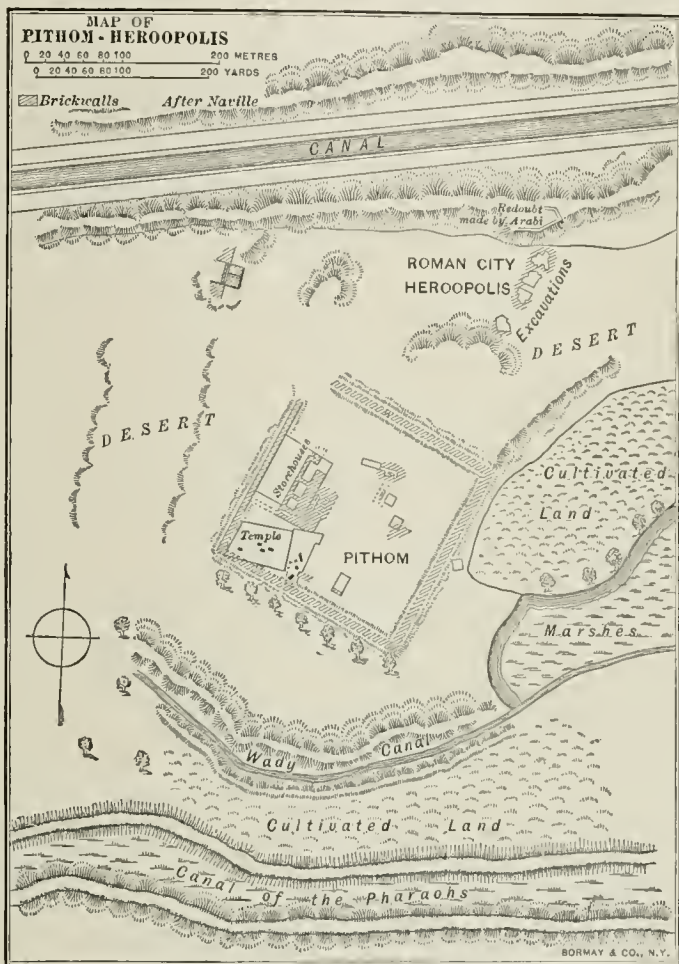 MAP OF
PITHOM-HEROOPOLIS
0 20 40 60 80 100 200 METRES
0 20 40 60 80 100 200 YARDS
Brickwalls After Naville
CANAL
Redoubt
made by Arabi
ROMAN CITY
HEROOPOLIS
Excavations
DESERT
DESERT
Storehouses
Cultivated
Land
Temple
PITHOM
Marshes
Wady Canal
Cultivated Land
Canal of the Pharaohs
BORMAY & CO., N.Y.